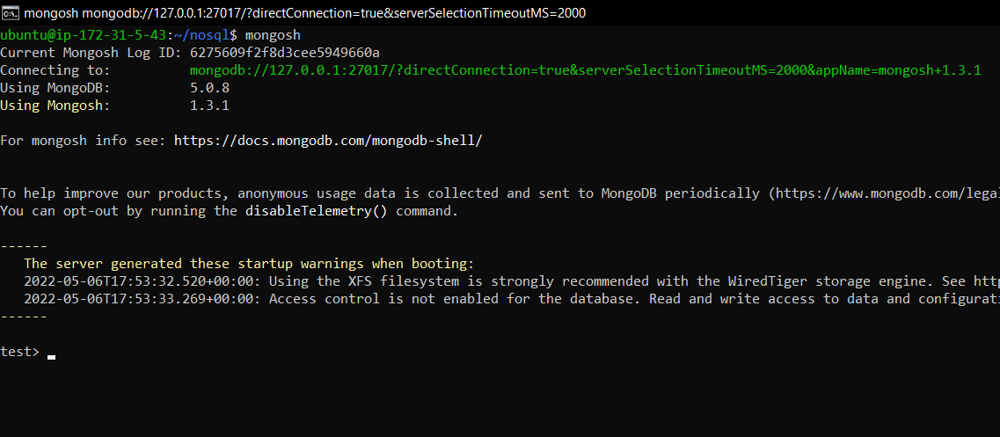 mongosh mongodb://127.0.0.1:27017/?directConnection=true&serverSelectionTimeoutMS=2000
ubuntu@ip-172-31-5-43:~/nosql$ mongosh
Current Mongosh Log ID: 6275609f2f8d3cee5949660a
Connecting to: mongodb://127.0.0.1:27017/?directConnection=true&serverSelectionTimeoutMS=2000&appName=mongosh+1.3.1
Using MongoDB: 5.0.8
Using Mongosh: 1.3.1
For mongosh info see: https://docs.mongodb.com/mongodb-shell/
To help improve our products, anonymous usage data is collected and sent to MongoDB periodically (https://www.mongodb.com/lega
You can opt-out by running the disableTelemetry() command.
------
The server generated these startup warnings when booting:
2022-05-06T17:53:32.520+00:00: Using the XFS filesystem is strongly recommended with the WiredTiger storage engine. See htt
2022-05-06T17:53:33.269+00:00: Access control is not enabled for the database. Read and write access to data and configurati
------
test>